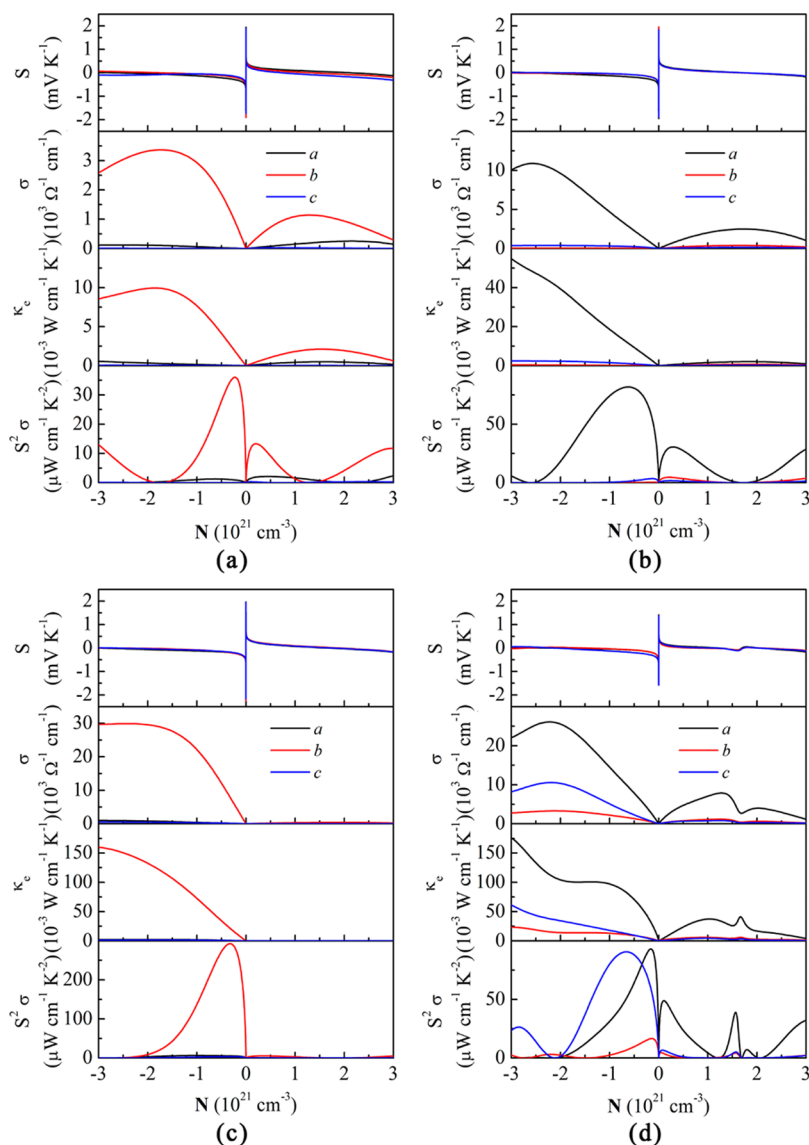 2
1
0
-1
-2
S
(mV K⁻¹)
3
2
1
0
σ
(10³ Ω⁻¹ cm⁻¹)
a
b
c
10
5
0
κₑ
(10⁻³ W cm⁻¹ K⁻¹)
30
20
10
0
S² σ
(μW cm⁻¹ K⁻²)
-3 -2 -1 0 1 2 3
N (10²¹ cm⁻³)
(a)
2
1
0
-1
-2
S
(mV K⁻¹)
10
5
0
σ
(10³ Ω⁻¹ cm⁻¹)
a
b
c
40
20
0
κₑ
(10⁻³ W cm⁻¹ K⁻¹)
50
0
S² σ
(μW cm⁻¹ K⁻²)
-3 -2 -1 0 1 2 3
N (10²¹ cm⁻³)
(b)
2
1
0
-1
-2
S
(mV K⁻¹)
30
20
10
0
σ
(10³ Ω⁻¹ cm⁻¹)
a
b
c
150
100
50
0
κₑ
(10⁻³ W cm⁻¹ K⁻¹)
200
100
0
S² σ
(μW cm⁻¹ K⁻²)
-3 -2 -1 0 1 2 3
N (10²¹ cm⁻³)
(c)
2
1
0
-1
-2
S
(mV K⁻¹)
30
20
10
0
σ
(10³ Ω⁻¹ cm⁻¹)
a
b
c
150
100
50
0
κₑ
(10⁻³ W cm⁻¹ K⁻¹)
50
0
S² σ
(μW cm⁻¹ K⁻²)
-3 -2 -1 0 1 2 3
N (10²¹ cm⁻³)
(d)